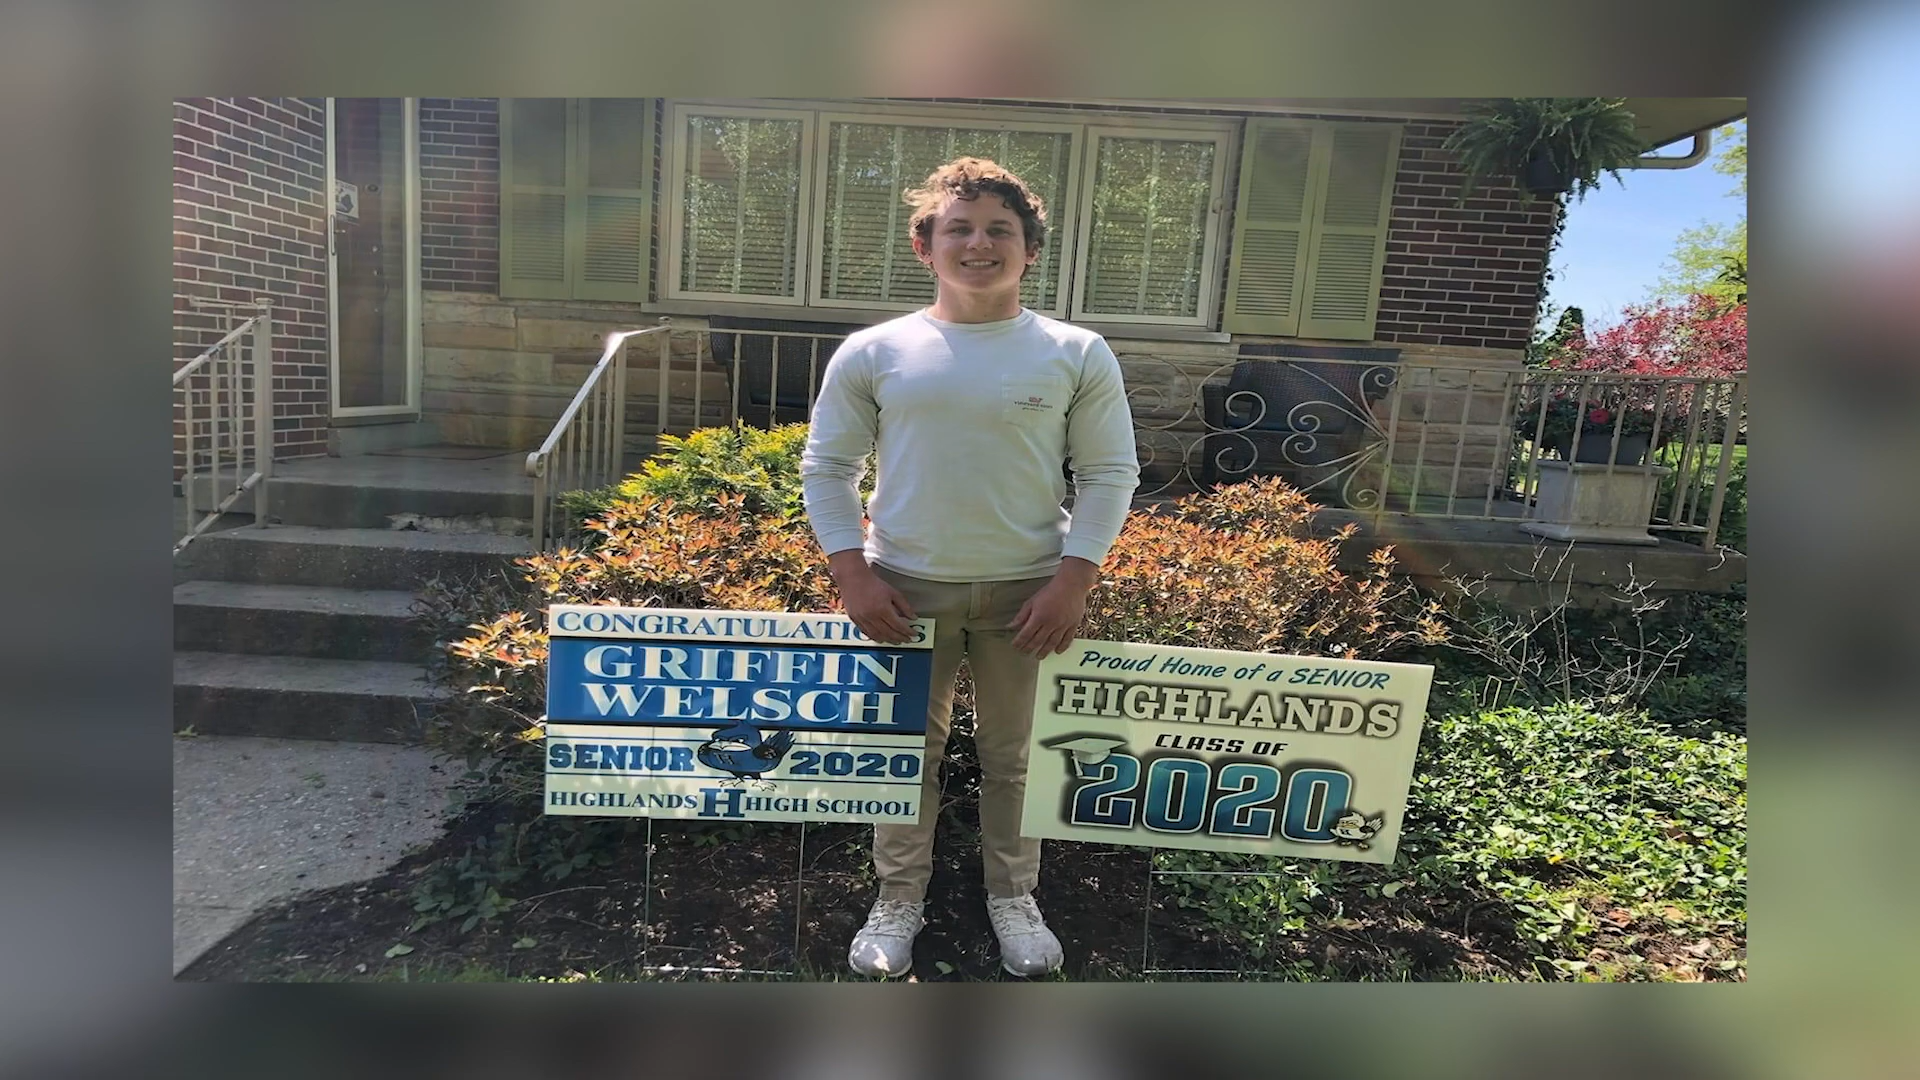 CONGRATULATIONS
GRIFFIN
WELSCH
SENIOR 2020
HIGHLANDS H HIGH SCHOOL
Proud Home of a SENIOR
HIGHLANDS
CLASS OF
2020